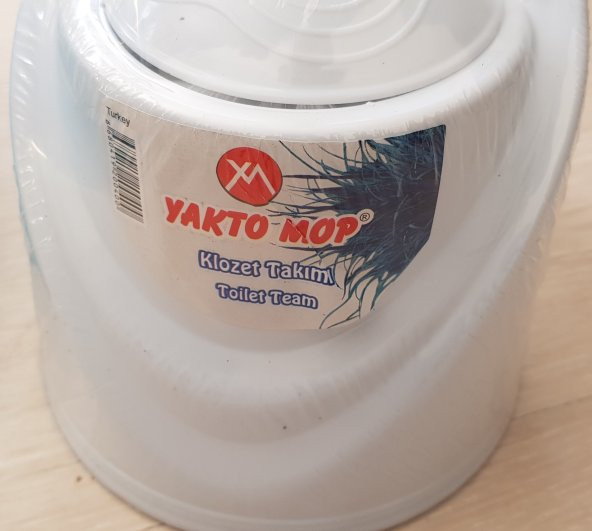 Turkey
YAKTO MOP®
Klozet Takımı
Toilet Team